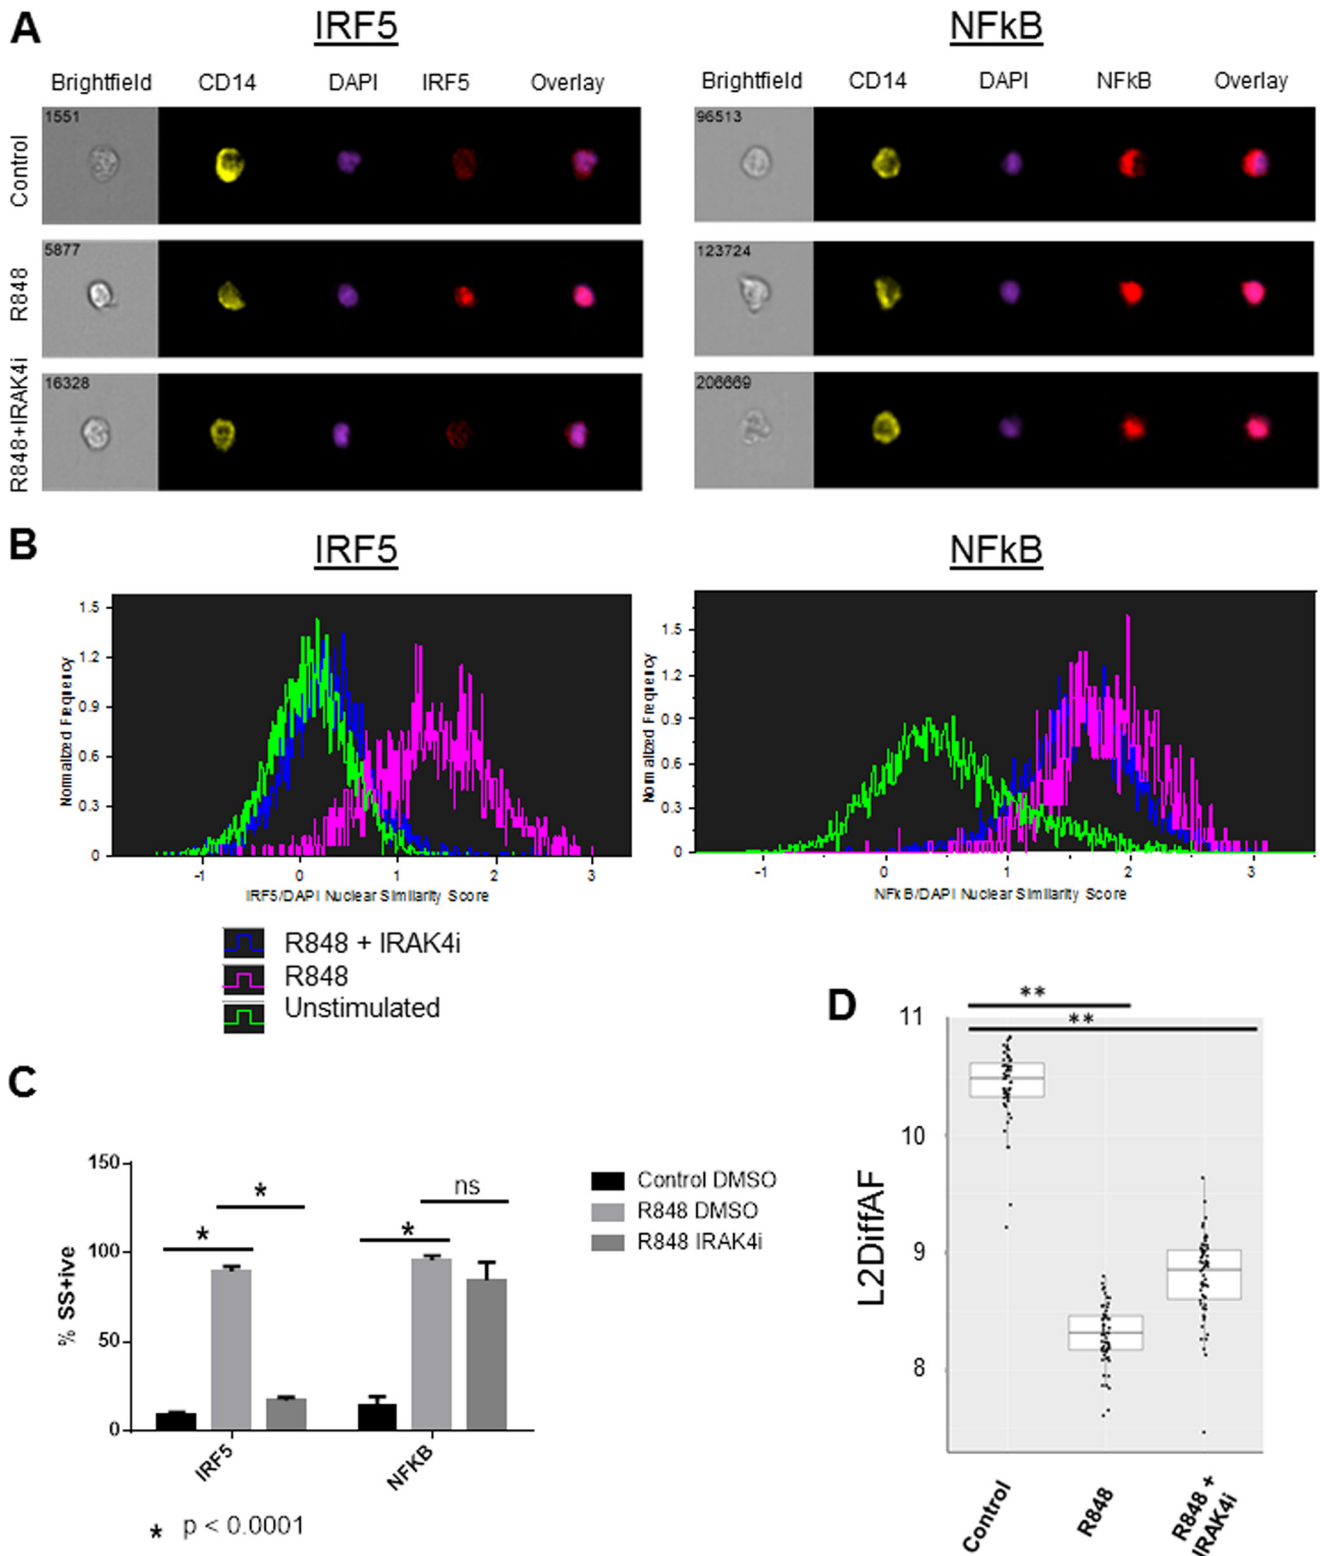 A
IRF5
NFkB
Brightfield CD14 DAPI IRF5 Overlay
Brightfield CD14 DAPI NFkB Overlay
Control
1551
96513
R848
5877
123724
R848+IRAK4i
16328
206669
B
IRF5
NFkB
Normalized Frequency
1.5
1.2
0.9
0.6
0.3
0
-1 0 1 2 3
IRF5/DAPI Nuclear Similarity Score
Normalized Frequency
1.5
1.2
0.9
0.6
0.3
0
-1 0 1 2 3
NFkB/DAPI Nuclear Similarity Score
R848 + IRAK4i
R848
Unstimulated
C
% SS+ive
150
100
50
0
*
*
*
ns
IRF5
NFKB
Control DMSO
R848 DMSO
R848 IRAK4i
* p < 0.0001
D
**
**
L2DiffAF
11
10
9
8
Control
R848
R848 +
IRAK4i